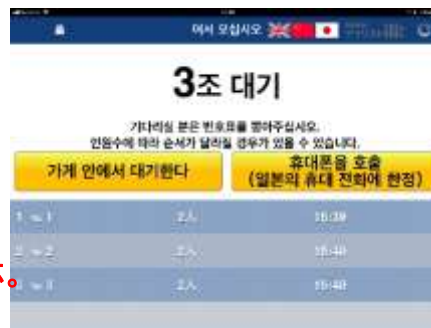 어서 오십시오
3조 대기
기다리실 분은 번호표를 뽑아주십시오.
인원수에 따라 순서가 달라질 경우가 있을 수 있습니다.
가게 안에서 대기한다
휴대폰을 호출
(일본의 휴대 전화에 한정)
2人 16:39
2人 16:40
2人 16:40